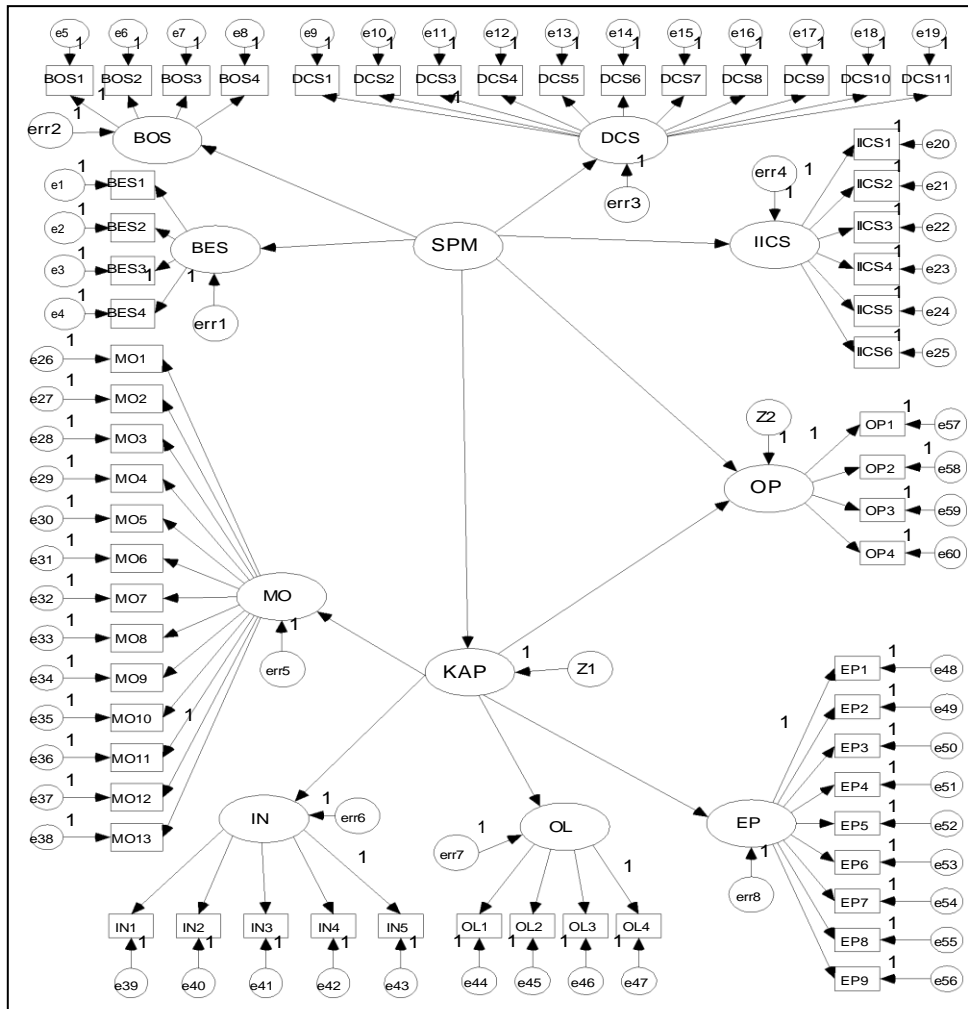 e5 e6 e7 e8 e9 e10 e11 e12 e13 e14 e15 e16 e17 e18 e19
1 1 1 1 1 1 1 1 1 1 1 1 1 1 1
BOS1 BOS2 BOS3 BOS4 DCS1 DCS2 DCS3 DCS4 DCS5 DCS6 DCS7 DCS8 DCS9 DCS10 DCS11
1 1
1
err2 1 BOS DCS
1 err3
e1 1 BES1
e2 1 BES2
e3 1 BES3 1
e4 1 BES4 1
BES
1 err1
SPM
err4 1
1
IICS
IICS1 1 e20
IICS2 1 e21
IICS3 1 e22
IICS4 1 e23
IICS5 1 e24
IICS6 1 e25
e26 1 MO1
e27 1 MO2
e28 1 MO3
e29 1 MO4
e30 1 MO5
e31 1 MO6
e32 1 MO7
e33 1 MO8
e34 1 MO9
e35 1 MO10
e36 1 MO11
e37 1 MO12
e38 1 MO13
1
MO
1 err5
Z2 1
1
OP
OP1 1 e57
OP2 1 e58
OP3 1 e59
OP4 1 e60
KAP 1 Z1
IN 1 err6
1
IN1 IN2 IN3 IN4 IN5
1 1 1 1 1
e39 e40 e41 e42 e43
err7 1 OL
1
OL1 OL2 OL3 OL4
1 1 1 1
e44 e45 e46 e47
EP
1
1 err8
EP1 1 e48
EP2 1 e49
EP3 1 e50
EP4 1 e51
EP5 1 e52
EP6 1 e53
EP7 1 e54
EP8 1 e55
EP9 1 e56